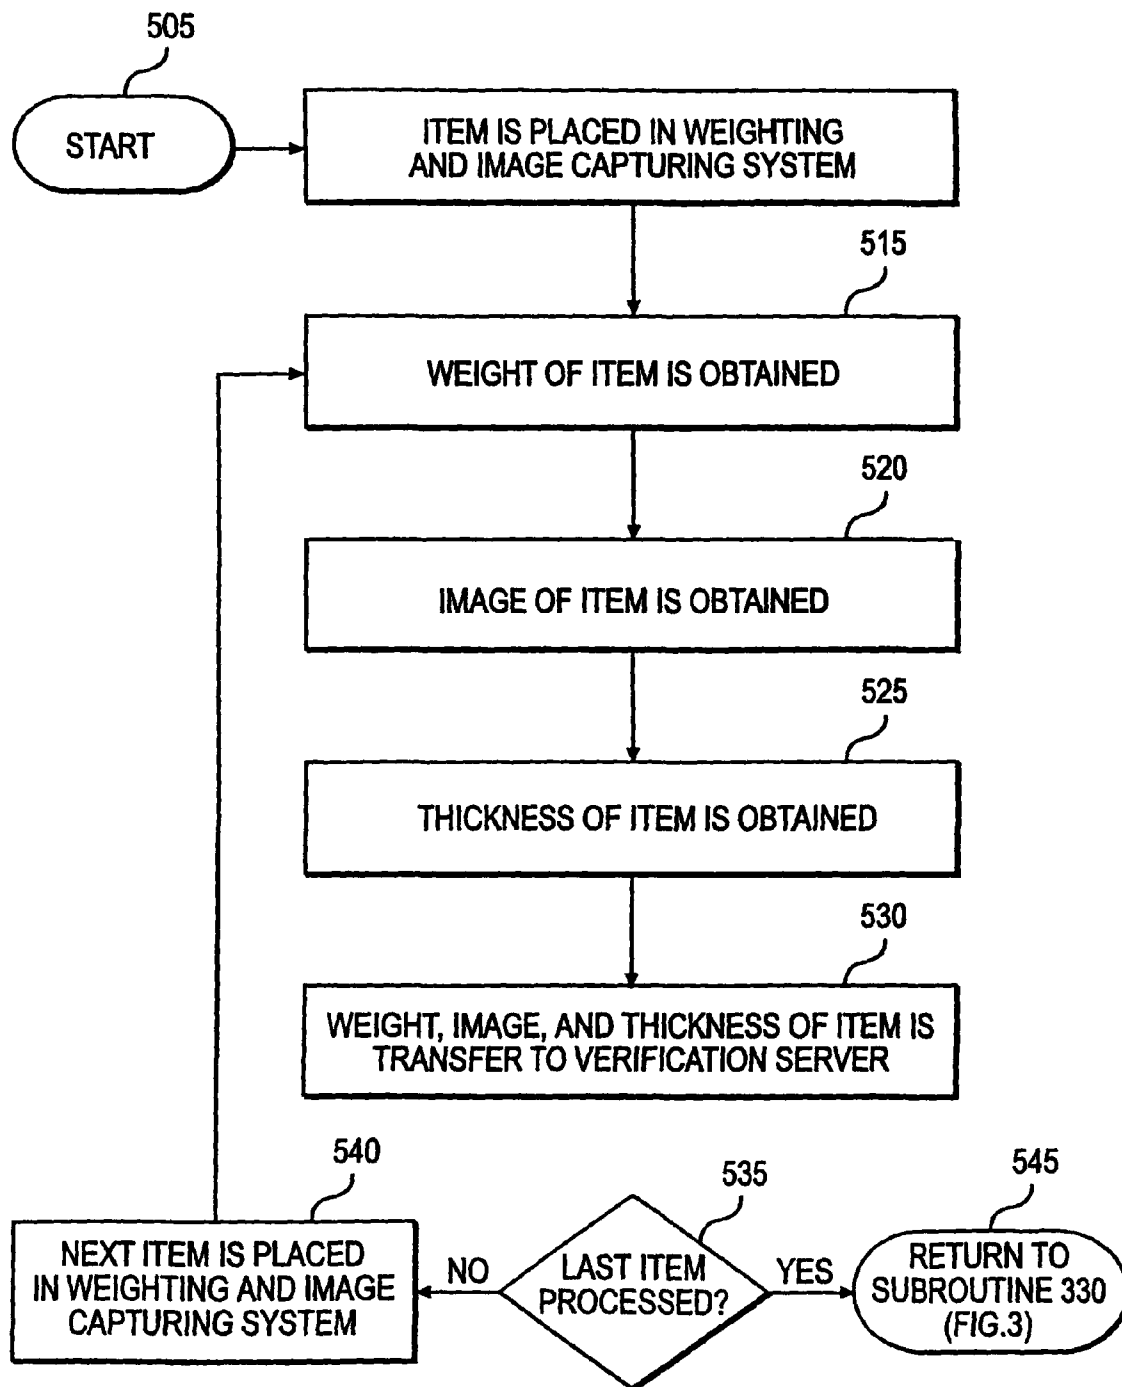 505
START
ITEM IS PLACED IN WEIGHTING
AND IMAGE CAPTURING SYSTEM
515
WEIGHT OF ITEM IS OBTAINED
520
IMAGE OF ITEM IS OBTAINED
525
THICKNESS OF ITEM IS OBTAINED
530
WEIGHT, IMAGE, AND THICKNESS OF ITEM IS
TRANSFER TO VERIFICATION SERVER
540
NEXT ITEM IS PLACED
IN WEIGHTING AND IMAGE
CAPTURING SYSTEM
NO
535
LAST ITEM
PROCESSED?
YES
545
RETURN TO
SUBROUTINE 330
(FIG.3)